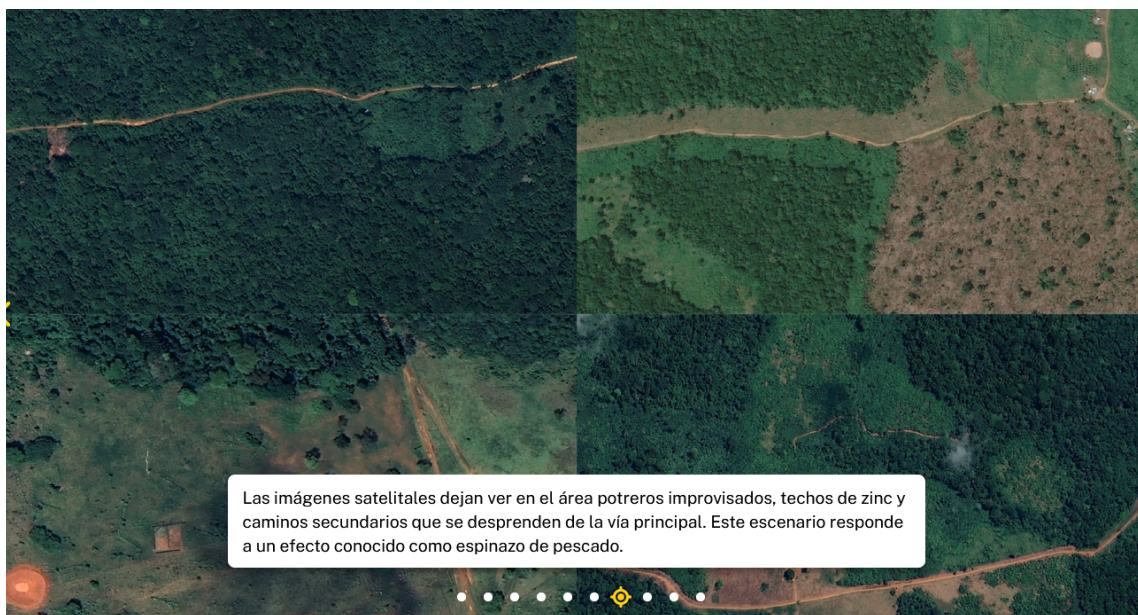 Las imágenes satelitales dejan ver en el área potreros improvisados, techos de zinc y
caminos secundarios que se desprenden de la vía principal. Este escenario responde
a un efecto conocido como espinazo de pescado.